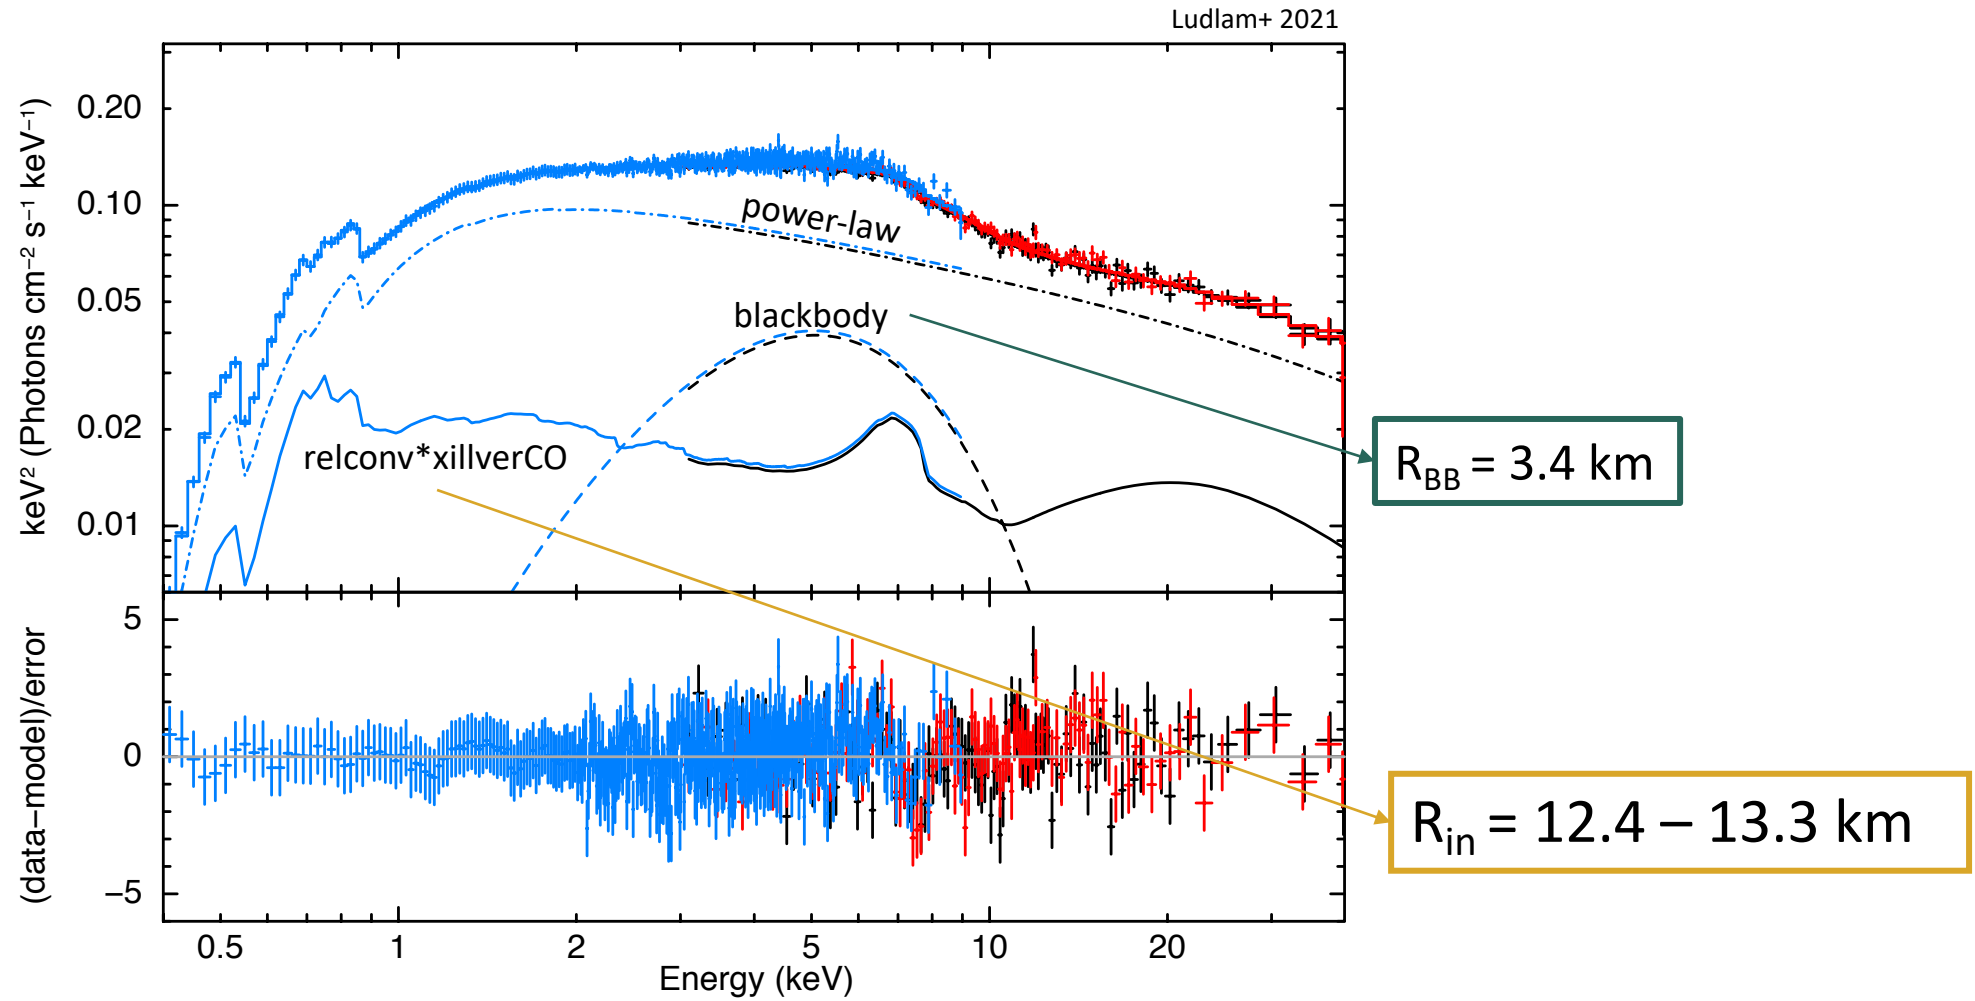 Ludlam+ 2021
keV² (Photons cm⁻² s⁻¹ keV⁻¹)
0.20
0.10
0.05
0.02
0.01
power-law
blackbody
relconv*xillverCO
R_BB = 3.4 km
(data−model)/error
5
0
−5
R_in = 12.4 – 13.3 km
0.5 1 2 5 10 20
Energy (keV)